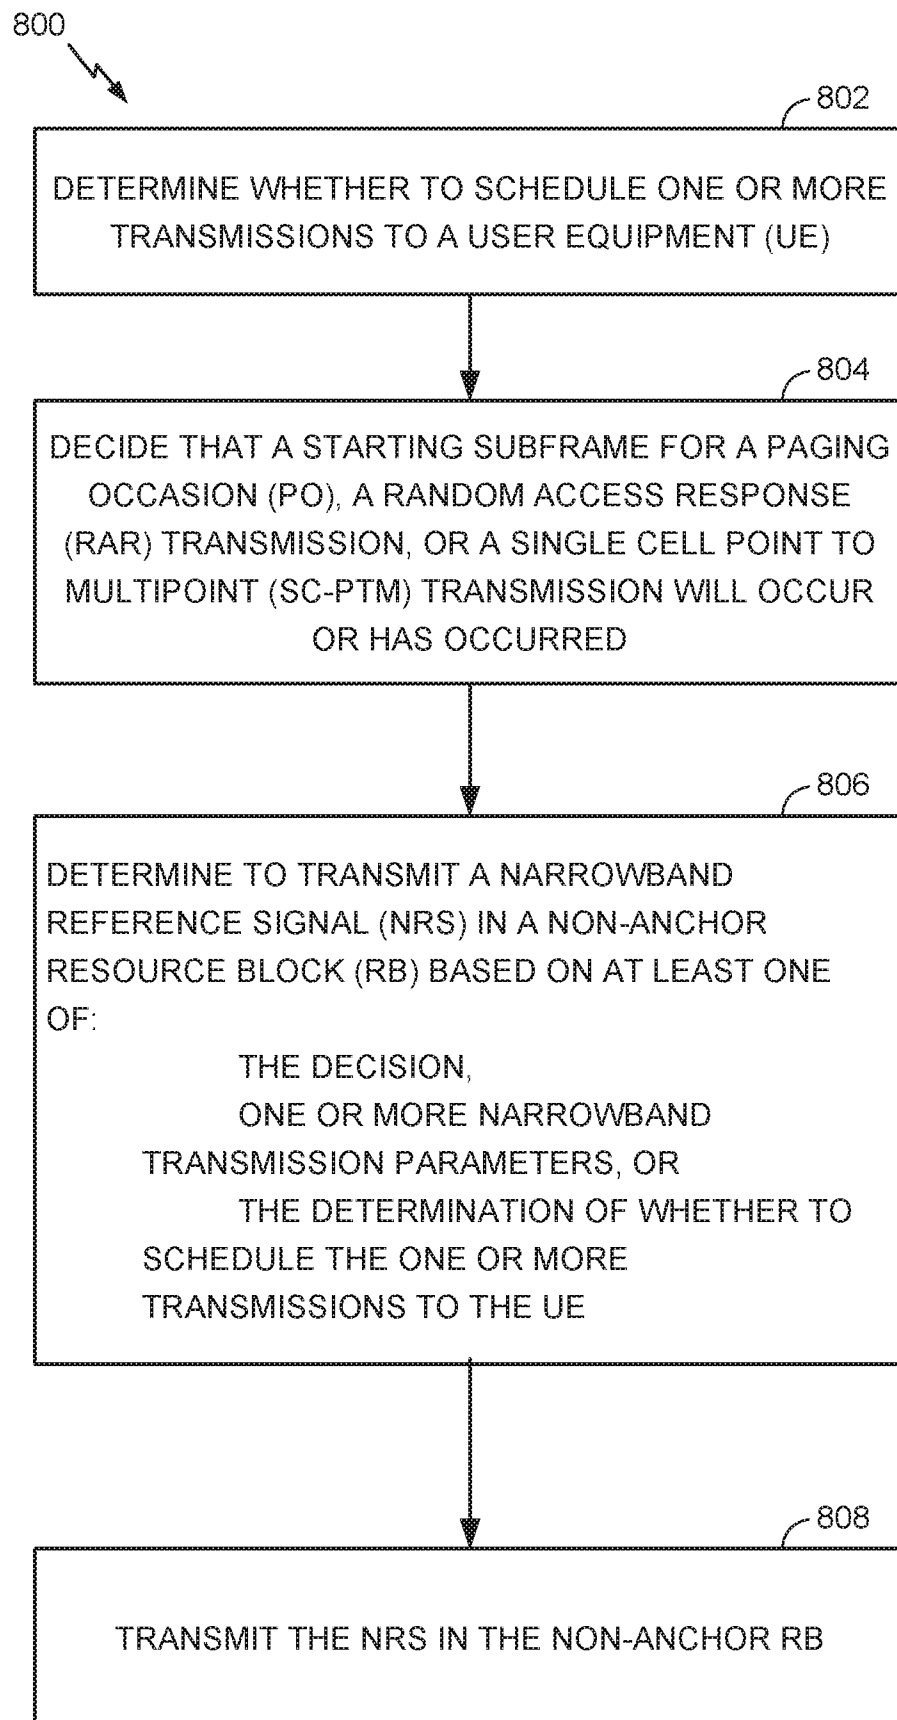 800
802
DETERMINE WHETHER TO SCHEDULE ONE OR MORE
TRANSMISSIONS TO A USER EQUIPMENT (UE)
804
DECIDE THAT A STARTING SUBFRAME FOR A PAGING
OCCASION (PO), A RANDOM ACCESS RESPONSE
(RAR) TRANSMISSION, OR A SINGLE CELL POINT TO
MULTIPOINT (SC-PTM) TRANSMISSION WILL OCCUR
OR HAS OCCURRED
806
DETERMINE TO TRANSMIT A NARROWBAND
REFERENCE SIGNAL (NRS) IN A NON-ANCHOR
RESOURCE BLOCK (RB) BASED ON AT LEAST ONE
OF:
THE DECISION,
ONE OR MORE NARROWBAND
TRANSMISSION PARAMETERS, OR
THE DETERMINATION OF WHETHER TO
SCHEDULE THE ONE OR MORE
TRANSMISSIONS TO THE UE
808
TRANSMIT THE NRS IN THE NON-ANCHOR RB